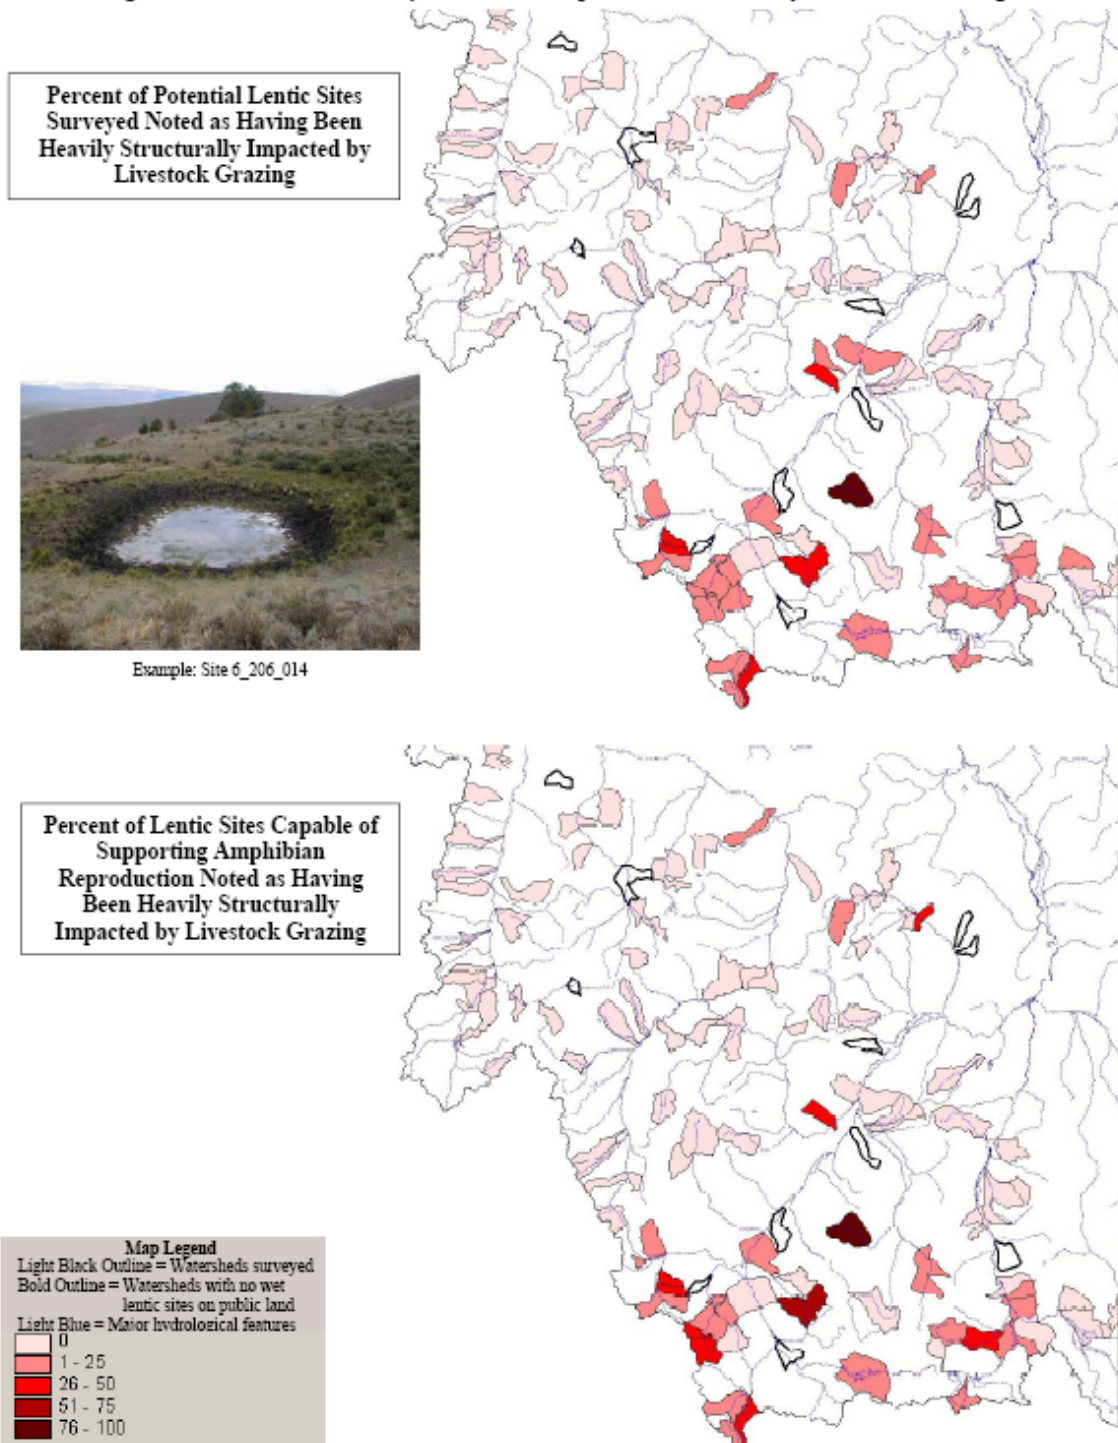 Percent of Potential Lentic Sites
Surveyed Noted as Having Been
Heavily Structurally Impacted by
Livestock Grazing
Example: Site 6_206_014
Percent of Lentic Sites Capable of
Supporting Amphibian
Reproduction Noted as Having
Been Heavily Structurally
Impacted by Livestock Grazing
Map Legend
Light Black Outline = Watersheds surveyed
Bold Outline = Watersheds with no wet
lentic sites on public land
Light Blue = Major hydrological features
0
1 - 25
26 - 50
51 - 75
76 - 100